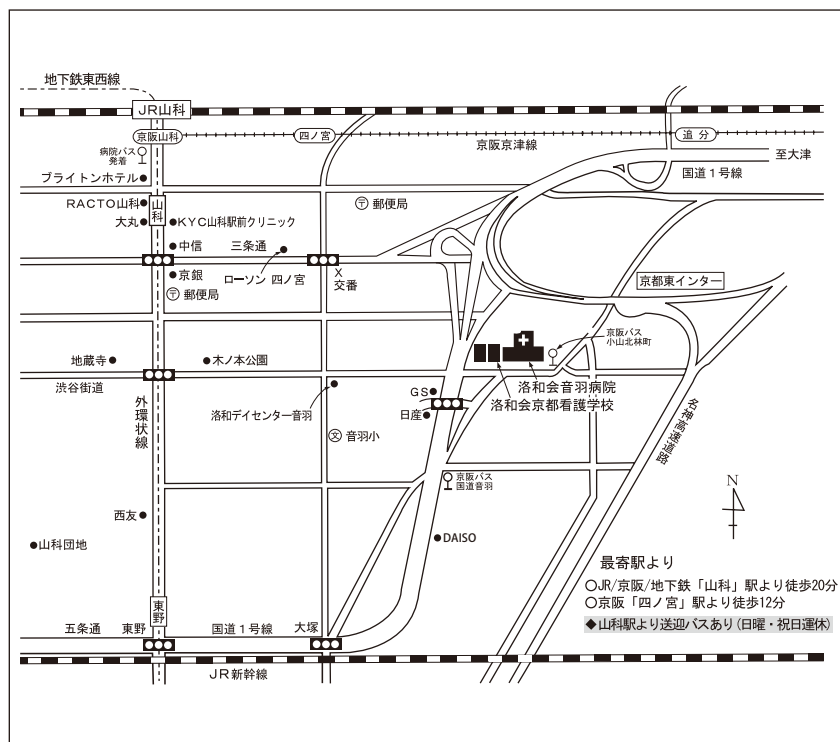 地下鉄東西線
JR山科
京阪山科
四ノ宮
京阪京津線
追分
病院バス
発着
至大津
国道1号線
ブライトンホテル
RACTO山科
山科
〒郵便局
大丸
KYC山科駅前クリニック
中信
三条通
ローソン 四ノ宮
X
交番
京銀
〒郵便局
京都東インター
京阪バス
小山北林町
地蔵寺
木ノ本公園
渋谷街道
洛和会音羽病院
洛和会京都看護学校
GS
洛和デイセンター音羽
日産
外環状線
文 音羽小
名神高速道路
京阪バス
国道音羽
N
西友
山科団地
DAISO
最寄駅より
○JR/京阪/地下鉄「山科」駅より徒歩20分
○京阪「四ノ宮」駅より徒歩12分
◆山科駅より送迎バスあり(日曜・祝日運休)
東野
五条通
東野
国道1号線
大塚
JR新幹線